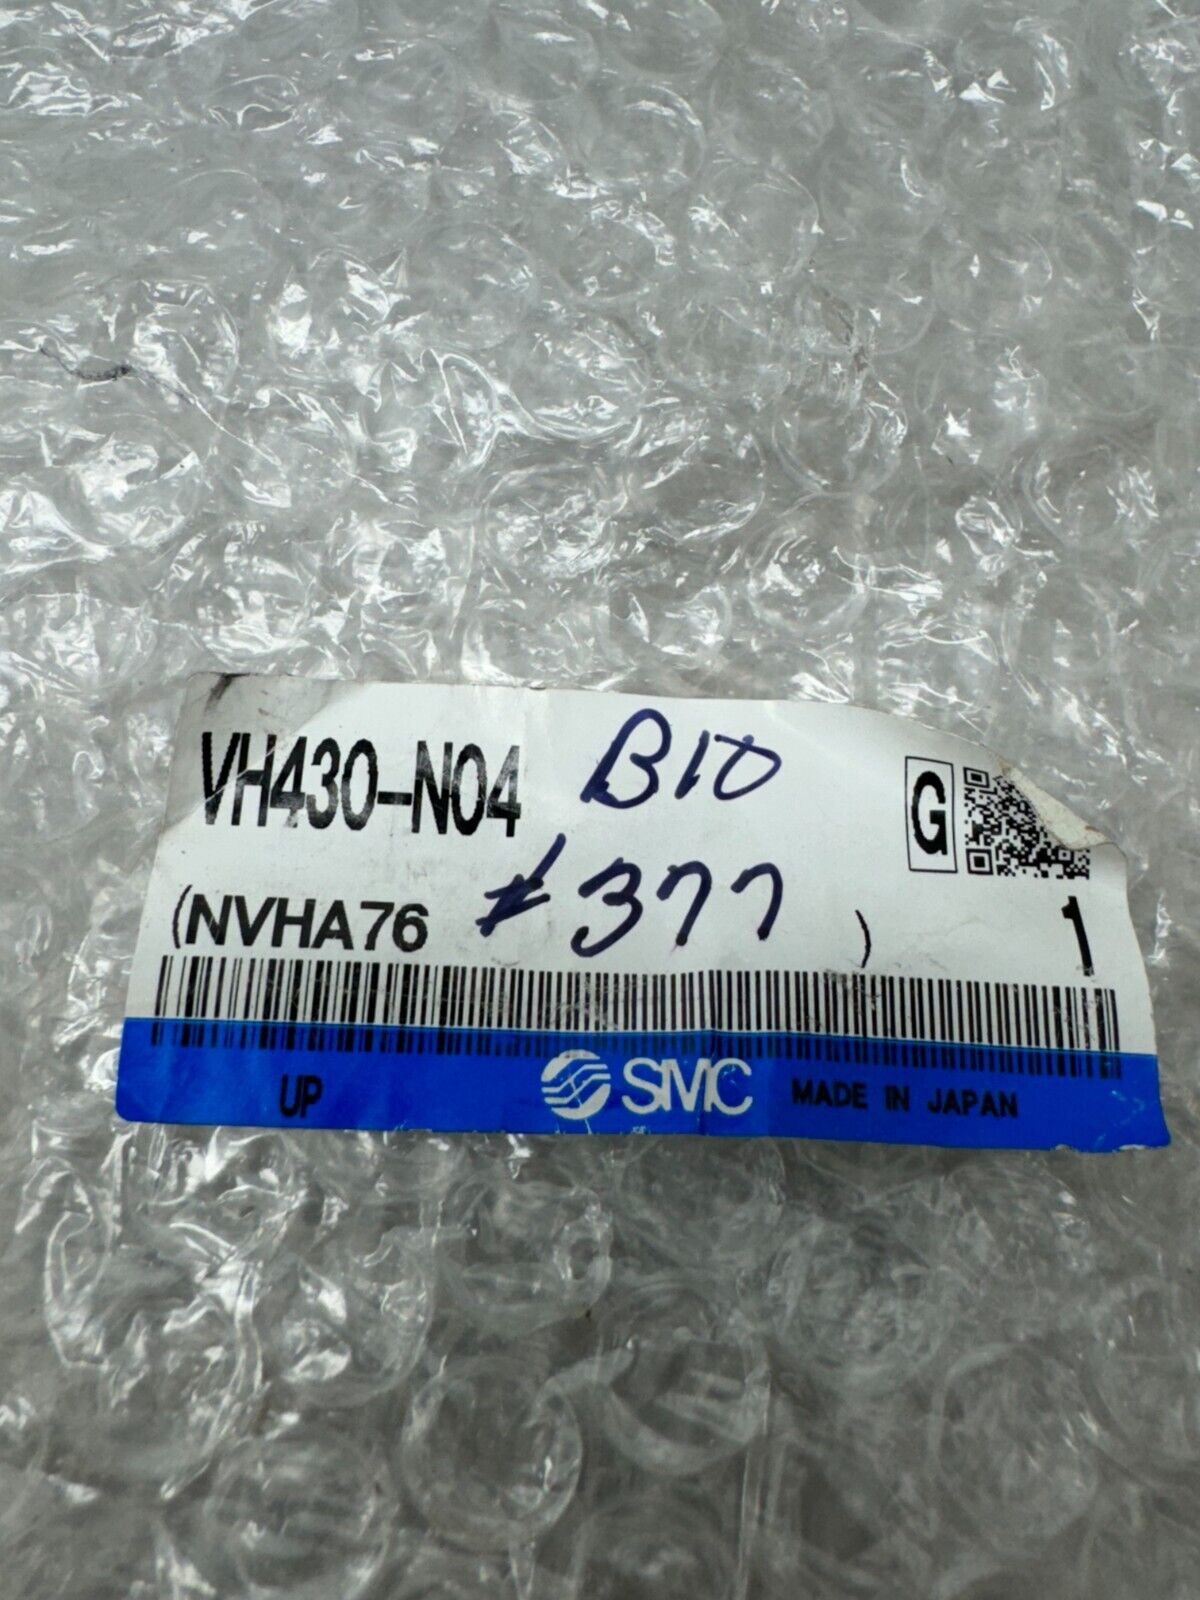 VH430-N04 B10 G
(NVHA76 #377 ) 1
UP SMC MADE IN JAPAN